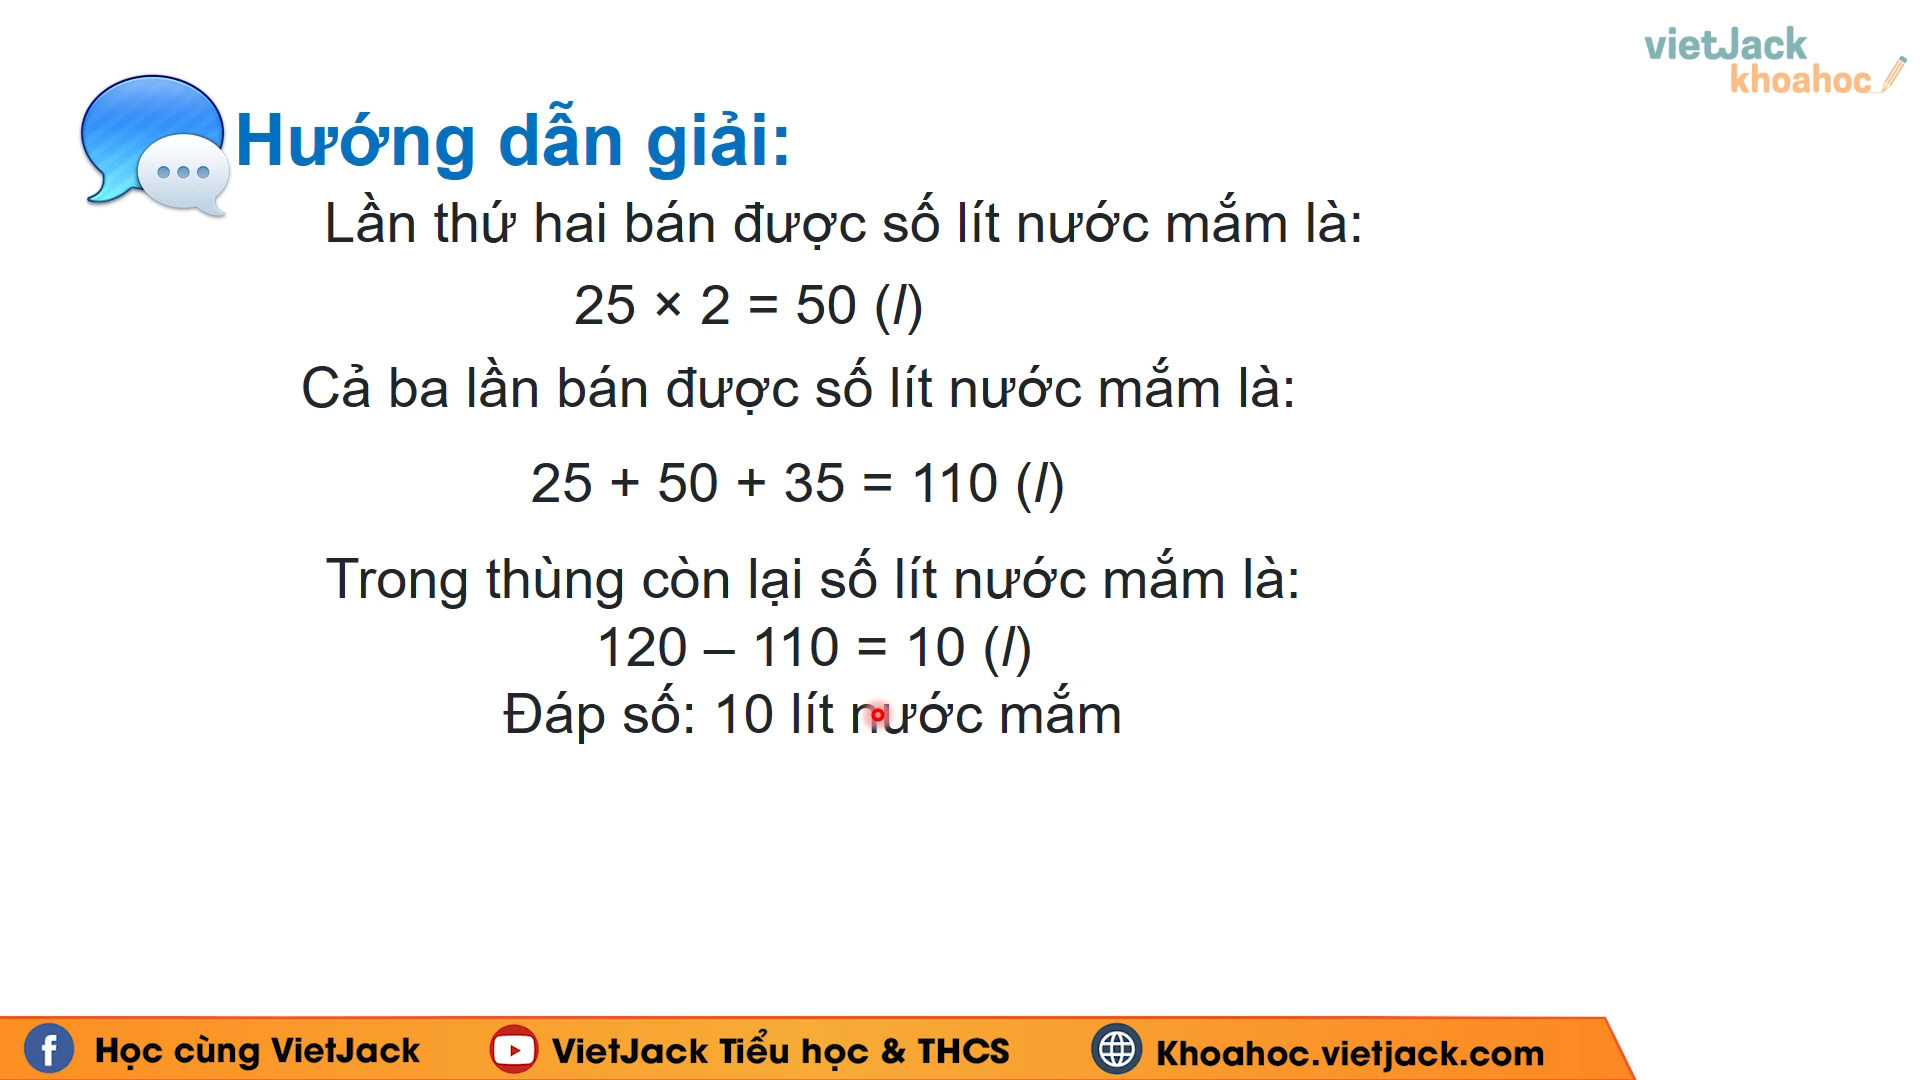 vietJack
khoahoc
Hướng dẫn giải:
Lần thứ hai bán được số lít nước mắm là:
25 × 2 = 50 (l)
Cả ba lần bán được số lít nước mắm là:
25 + 50 + 35 = 110 (l)
Trong thùng còn lại số lít nước mắm là:
120 – 110 = 10 (l)
Đáp số: 10 lít nước mắm
Học cùng VietJack
VietJack Tiểu học & THCS
Khoahoc.vietjack.com